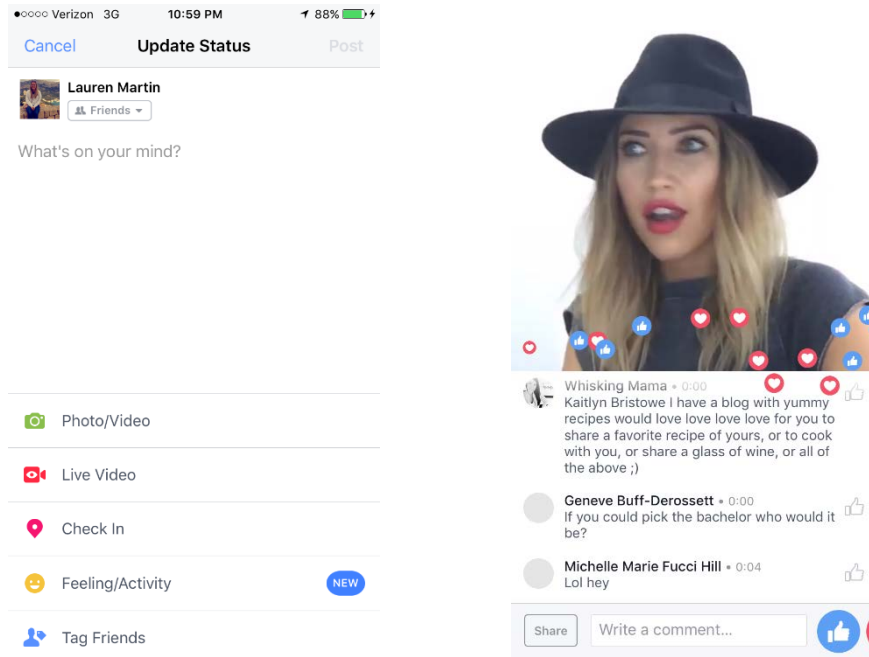 ●○○○○ Verizon 3G 10:59 PM 88%
Cancel Update Status Post
Lauren Martin
Friends
What's on your mind?
Photo/Video
Live Video
Check In
Feeling/Activity NEW
Tag Friends
Whisking Mama • 0:00
Kaitlyn Bristowe I have a blog with yummy
recipes would love love love love for you to
share a favorite recipe of yours, or to cook
with you, or share a glass of wine, or all of
the above ;)
Geneve Buff-Derossett • 0:00
If you could pick the bachelor who would it
be?
Michelle Marie Fucci Hill • 0:04
Lol hey
Share Write a comment...